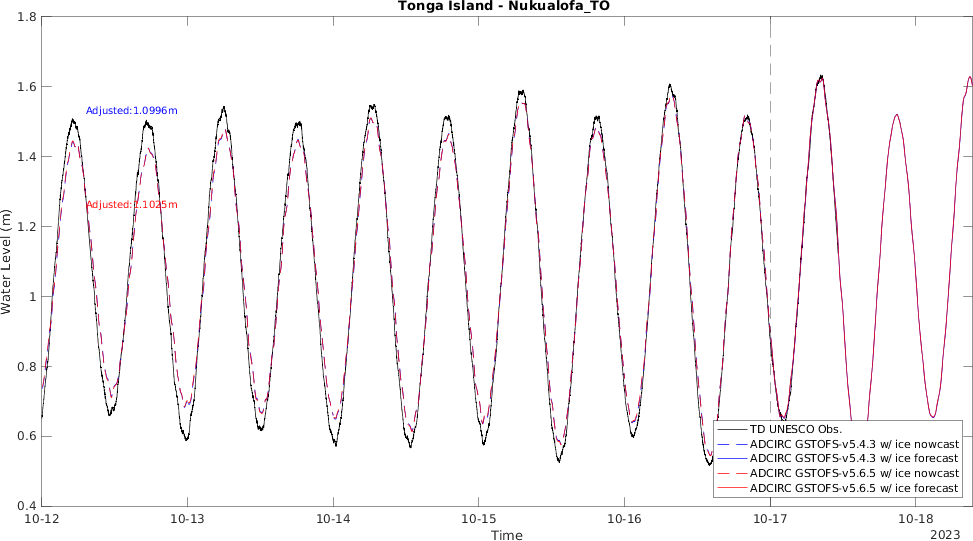 Tonga Island - Nukualofa_TO
1.8
1.6
1.4
1.2
1
0.8
0.6
0.4
Water Level (m)
Adjusted:1.0996m
Adjusted:1.1025m
TD UNESCO Obs.
ADCIRC GSTOFS-v5.4.3 w/ ice nowcast
ADCIRC GSTOFS-v5.4.3 w/ ice forecast
ADCIRC GSTOFS-v5.6.5 w/ ice nowcast
ADCIRC GSTOFS-v5.6.5 w/ ice forecast
10-12 10-13 10-14 10-15 10-16 10-17 10-18
Time
2023